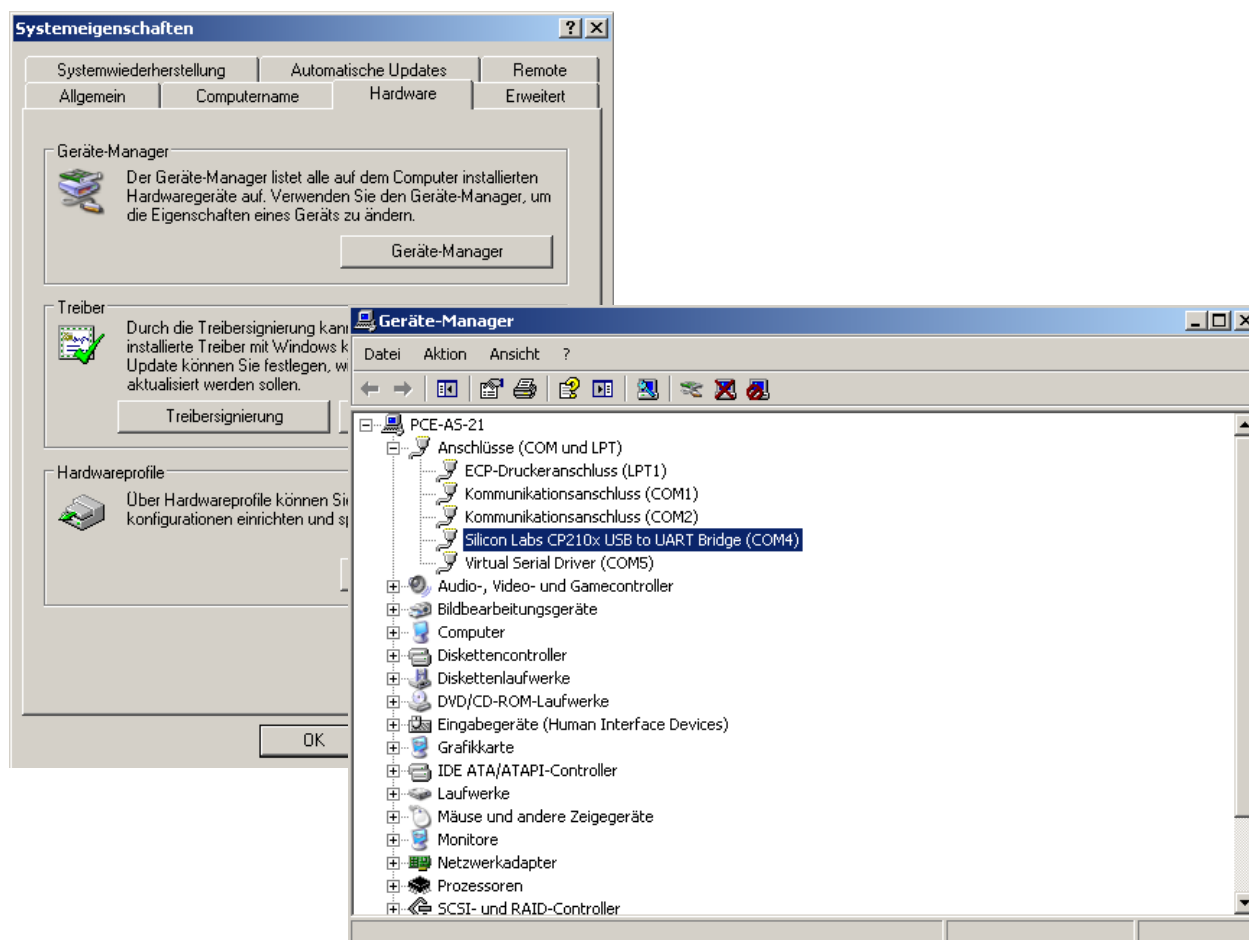 Systemeigenschaften
Systemwiederherstellung Automatische Updates Remote
Allgemein Computername Hardware Erweitert
Geräte-Manager
Der Geräte-Manager listet alle auf dem Computer installierten
Hardwaregeräte auf. Verwenden Sie den Geräte-Manager, um
die Eigenschaften eines Geräts zu ändern.
Geräte-Manager
Treiber
Durch die Treibersignierung kann
installierte Treiber mit Windows
Update können Sie festlegen,
aktualisiert werden sollen.
Treibersignierung
Hardwareprofile
Über Hardwareprofile können Sie
konfigurationen einrichten und
OK
Geräte-Manager
Datei Aktion Ansicht ?
PCE-AS-21
Anschlüsse (COM und LPT)
ECP-Druckeranschluss (LPT1)
Kommunikationsanschluss (COM1)
Kommunikationsanschluss (COM2)
Silicon Labs CP210x USB to UART Bridge (COM4)
Virtual Serial Driver (COM5)
Audio-, Video- und Gamecontroller
Bildbearbeitungsgeräte
Computer
Diskettencontroller
Diskettenlaufwerke
DVD/CD-ROM-Laufwerke
Eingabegeräte (Human Interface Devices)
Grafikkarte
IDE ATA/ATAPI-Controller
Laufwerke
Mäuse und andere Zeigegeräte
Monitore
Netzwerkadapter
Prozessoren
SCSI- und RAID-Controller